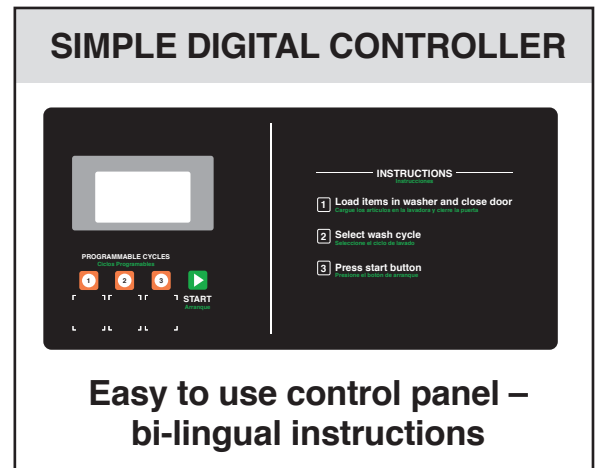 SIMPLE DIGITAL CONTROLLER
PROGRAMMABLE CYCLES
Ciclos Programables
1 2 3
START
Arranque
INSTRUCTIONS
Instrucciones
1 Load items in washer and close door
Cargue los artículos en la lavadora y cierre la puerta
2 Select wash cycle
Seleccione el ciclo de lavado
3 Press start button
Presione el botón de arranque
Easy to use control panel –
bi-lingual instructions